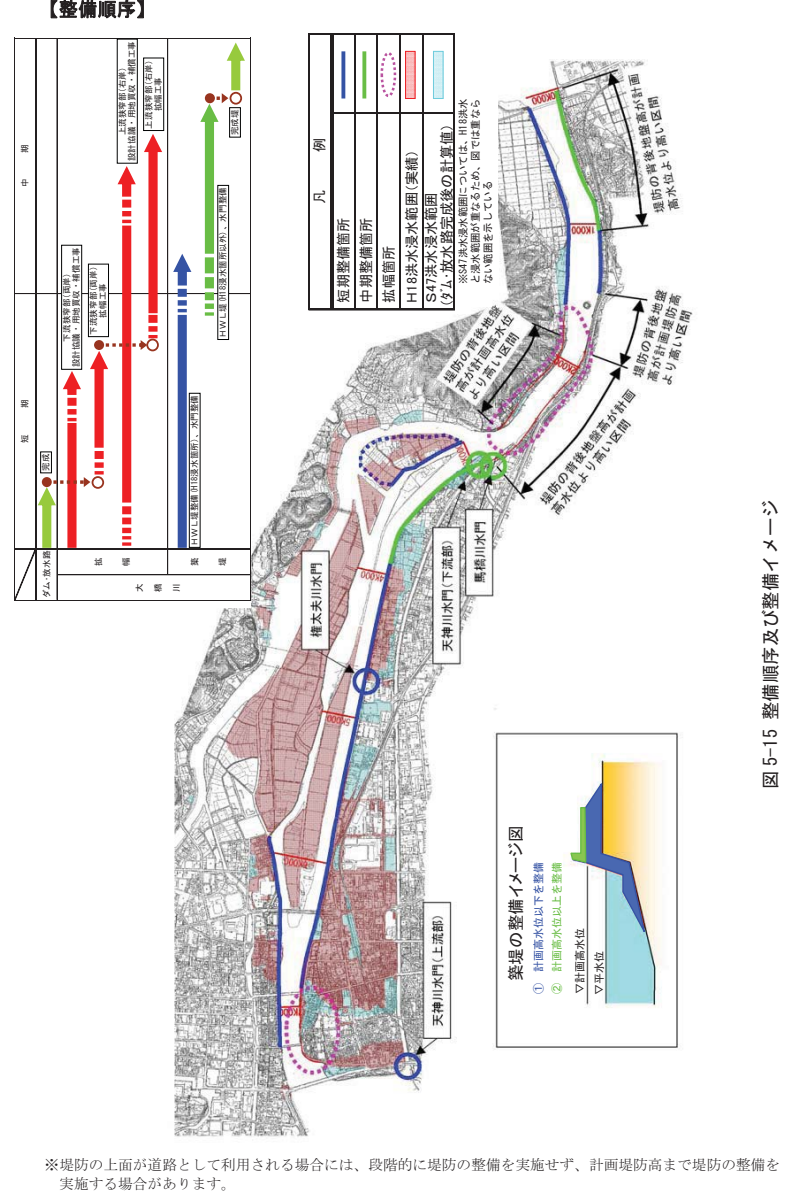 【整備順序】
短 期
中 期
ダム・放水路
大 橋 川
拡 幅
築 堤
完成
下流狭窄部(両岸)
設計協議・用地買収・補償工事
下流狭窄部(両岸)
拡幅工事
上流狭窄部(右岸)
設計協議・用地買収・補償工事
上流狭窄部(右岸)
拡幅工事
HWL堤整備(H18浸水箇所)、水門整備
HWL堤(H18浸水箇所以外)、水門整備
完成堤
凡 例
短期整備箇所
中期整備箇所
拡幅箇所
H18洪水浸水範囲(実績)
S47洪水浸水範囲
(ダム・放水路完成後の計算値)
※S47洪水浸水範囲については、H18洪水
と浸水範囲が重なるため、図では重なら
ない範囲を示している
0K000
堤防の背後地盤高が計画
高水位より高い区間
1K000
堤防の背後地盤
高が計画高水位
より高い区間
2K000
堤防の背後地盤
高が計画堤防高
より高い区間
堤防の背後地盤高が計画
高水位より高い区間
馬橋川水門
天神川水門(下流部)
4K000
権太夫川水門
5K000
6K000
天神川水門(上流部)
築堤の整備イメージ図
① 計画高水位以下を整備
② 計画高水位以上を整備
▽計画高水位
▽平水位
図 5-15 整備順序及び整備イメージ
※堤防の上面が道路として利用される場合には、段階的に堤防の整備を実施せず、計画堤防高まで堤防の整備を
実施する場合があります。